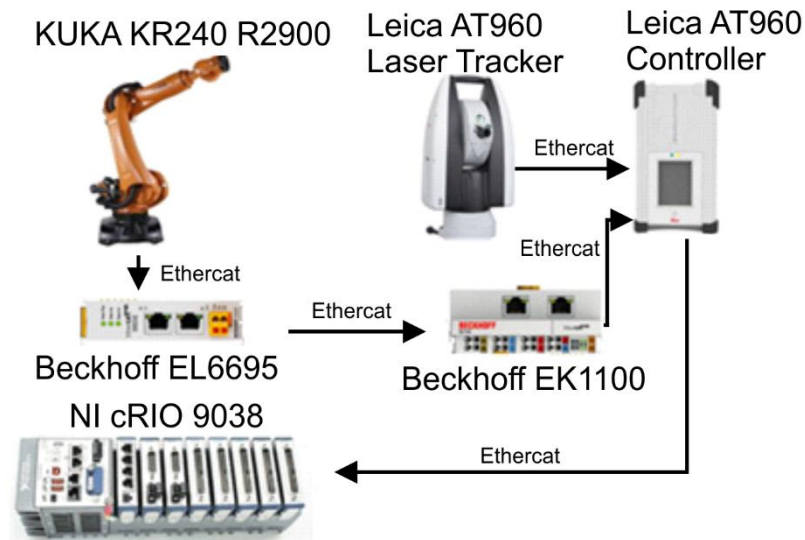 KUKA KR240 R2900
Leica AT960
Laser Tracker
Leica AT960
Controller
Ethercat
Ethercat
Ethercat
Ethercat
BECKHOFF
Beckhoff EL6695
Beckhoff EK1100
NI cRIO 9038
Ethercat